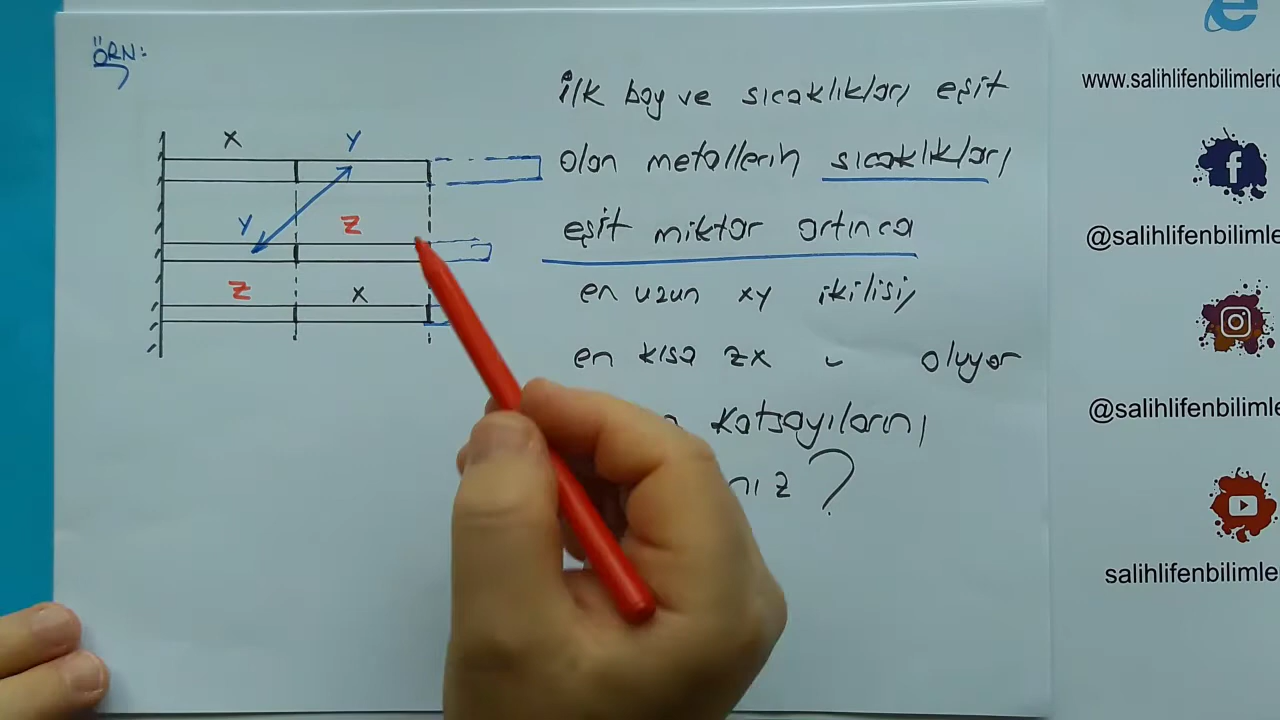 ÖRN:
X Y
Y Z
Z X
ilk boy ve sıcaklıkları eşit
olan metallerin sıcaklıkları
eşit miktar artınca
en uzun xy ikilisi,
en kısa zx ᴗ oluyor
katsayılarını
?
www.salihlifenbilimleri
@salihlifenbilimle
@salihlifenbilimle
salihlifenbilimle